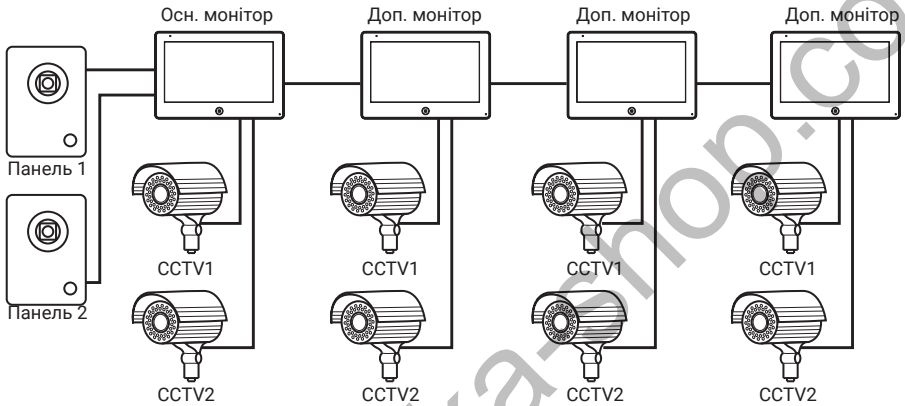 Осн. монітор Доп. монітор Доп. монітор Доп. монітор
Панель 1
CCTV1 CCTV1 CCTV1 CCTV1
Панель 2
CCTV2 CCTV2 CCTV2 CCTV2